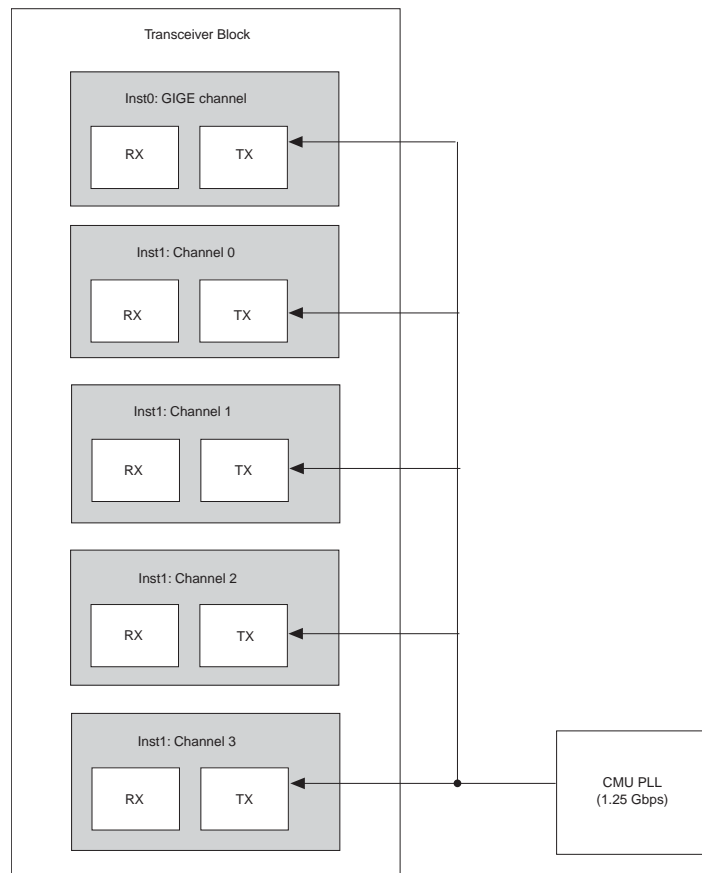 Transceiver Block
Inst0: GIGE channel
RX
TX
Inst1: Channel 0
RX
TX
Inst1: Channel 1
RX
TX
Inst1: Channel 2
RX
TX
Inst1: Channel 3
RX
TX
CMU PLL
(1.25 Gbps)